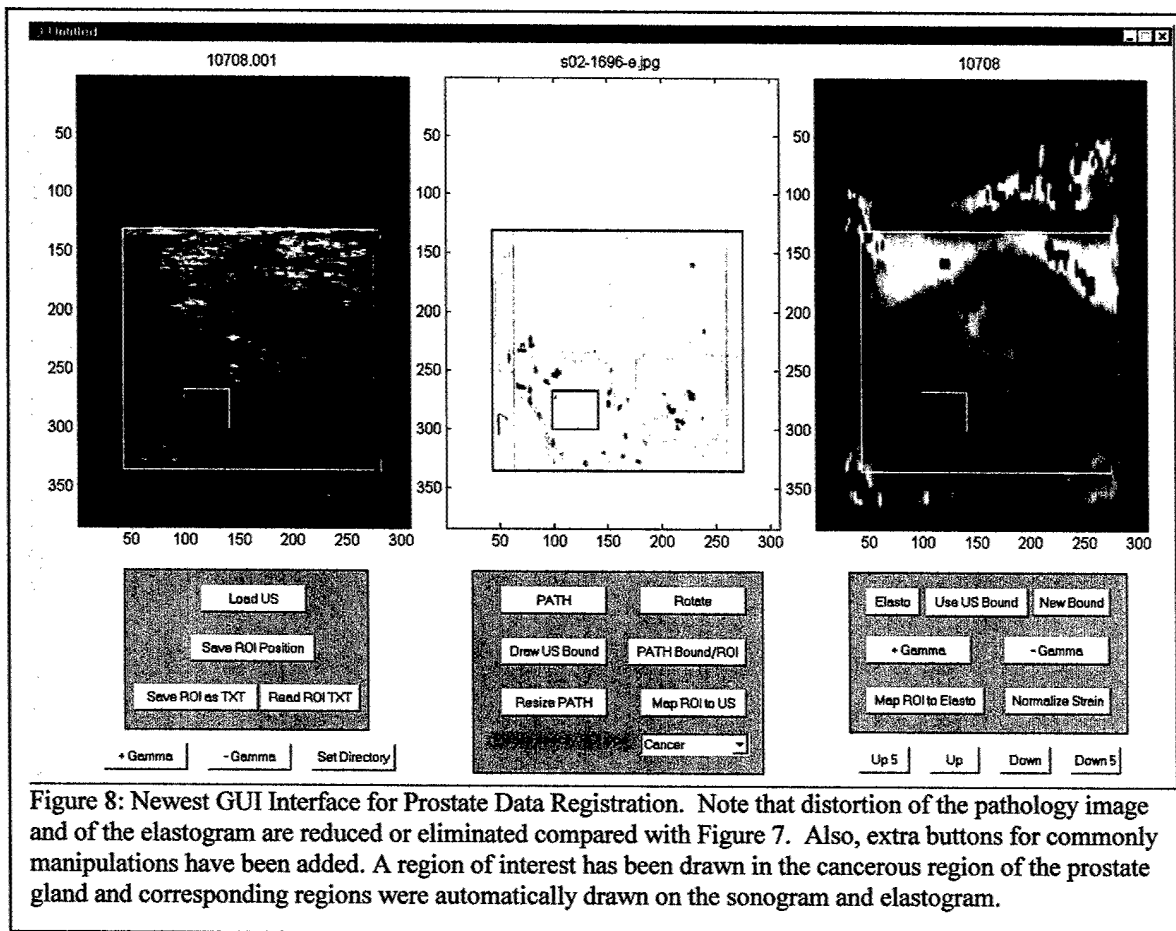 Untitled
10708.001 s02-1696-e.jpg 10708
50 50 50
100 100 100
150 150 150
200 200 200
250 250 250
300 300 300
350 350 350
50 100 150 200 250 300 50 100 150 200 250 300 50 100 150 200 250 300
Load US
Save ROI Position
Save ROI as TXT Read ROI TXT
+ Gamma - Gamma Set Directory
PATH Rotate
Draw US Bound PATH Bound/ROI
Resize PATH Map ROI to US
Cancer
Elasto Use US Bound New Bound
+ Gamma - Gamma
Map ROI to Elasto Normalize Strain
Up 5 Up Down Down 5
Figure 8: Newest GUI Interface for Prostate Data Registration. Note that distortion of the pathology image
and of the elastogram are reduced or eliminated compared with Figure 7. Also, extra buttons for commonly
manipulations have been added. A region of interest has been drawn in the cancerous region of the prostate
gland and corresponding regions were automatically drawn on the sonogram and elastogram.